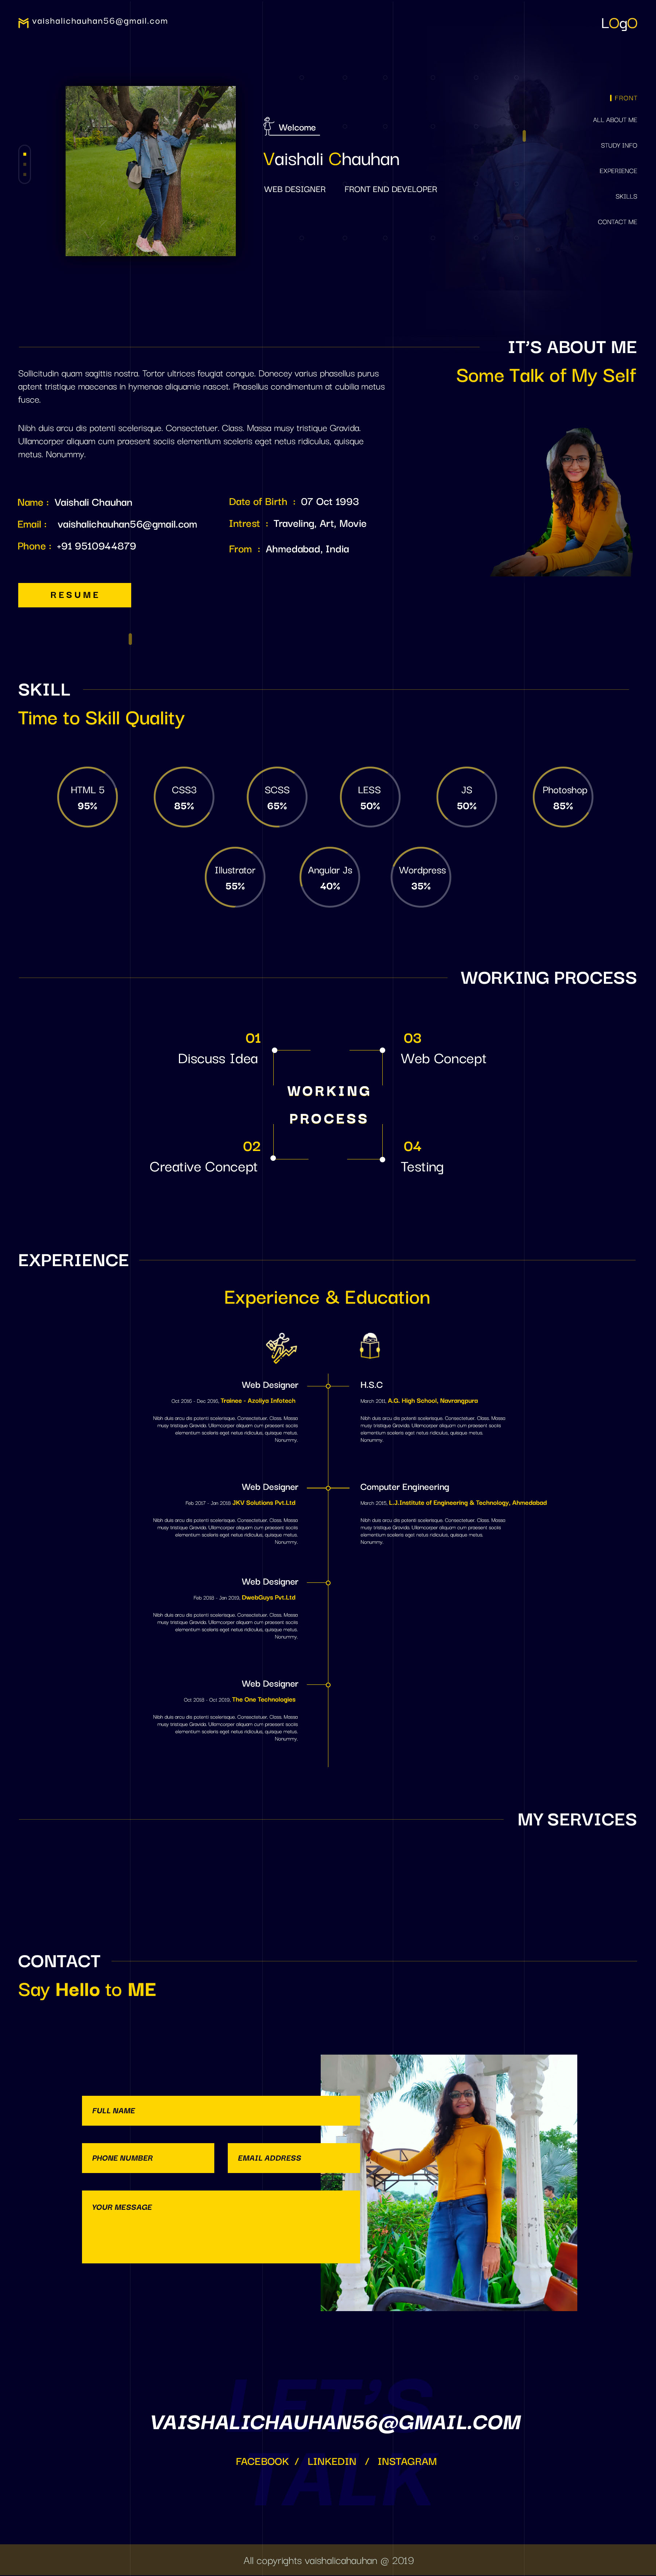 vaishalichauhan56@gmail.com
LOgO
FRONT
ALL ABOUT ME
STUDY INFO
EXPERIENCE
SKILLS
CONTACT ME
Welcome
Vaishali Chauhan
WEB DESIGNER FRONT END DEVELOPER
IT'S ABOUT ME
Some Talk of My Self
Sollicitudin quam sagittis nostra. Tortor ultrices feugiat congue. Donecey varius phasellus purus
aptent tristique maecenas in hymenae aliquamie nascet. Phasellus condimentum at cubilia metus
fusce.
Nibh duis arcu dis potenti scelerisque. Consectetuer. Class. Massa musy tristique Gravida.
Ullamcorper aliquam cum praesent sociis elementium sceleris eget netus ridiculus, quisque
metus. Nonummy.
Name : Vaishali Chauhan
Email : vaishalichauhan56@gmail.com
Phone : +91 9510944879
Date of Birth : 07 Oct 1993
Intrest : Traveling, Art, Movie
From : Ahmedabad, India
RESUME
SKILL
Time to Skill Quality
HTML 5
95%
CSS3
85%
SCSS
65%
LESS
50%
JS
50%
Photoshop
85%
Illustrator
55%
Angular Js
40%
Wordpress
35%
WORKING PROCESS
01
Discuss Idea
03
Web Concept
WORKING
PROCESS
02
Creative Concept
04
Testing
EXPERIENCE
Experience & Education
Web Designer
Oct 2016 - Dec 2016, Trainee - Azoliya Infotech
Nibh duis arcu dis potenti scelerisque. Consectetuer. Class. Massa
musy tristique Gravida. Ullamcorper aliquam cum praesent sociis
elementium sceleris eget netus ridiculus, quisque metus.
Nonummy.
H.S.C
March 2011, A.G. High School, Navrangpura
Nibh duis arcu dis potenti scelerisque. Consectetuer. Class. Massa
musy tristique Gravida. Ullamcorper aliquam cum praesent sociis
elementium sceleris eget netus ridiculus, quisque metus.
Nonummy.
Web Designer
Feb 2017 - Jan 2018 JKV Solutions Pvt.Ltd
Nibh duis arcu dis potenti scelerisque. Consectetuer. Class. Massa
musy tristique Gravida. Ullamcorper aliquam cum praesent sociis
elementium sceleris eget netus ridiculus, quisque metus.
Nonummy.
Computer Engineering
March 2015, L.J.Institute of Engineering & Technology, Ahmedabad
Nibh duis arcu dis potenti scelerisque. Consectetuer. Class. Massa
musy tristique Gravida. Ullamcorper aliquam cum praesent sociis
elementium sceleris eget netus ridiculus, quisque metus.
Nonummy.
Web Designer
Feb 2018 - Jan 2019, DwebGuys Pvt.Ltd
Nibh duis arcu dis potenti scelerisque. Consectetuer. Class. Massa
musy tristique Gravida. Ullamcorper aliquam cum praesent sociis
elementium sceleris eget netus ridiculus, quisque metus.
Nonummy.
Web Designer
Oct 2018 - Oct 2019, The One Technologies
Nibh duis arcu dis potenti scelerisque. Consectetuer. Class. Massa
musy tristique Gravida. Ullamcorper aliquam cum praesent sociis
elementium sceleris eget netus ridiculus, quisque metus.
Nonummy.
MY SERVICES
CONTACT
Say Hello to ME
FULL NAME
PHONE NUMBER
EMAIL ADDRESS
YOUR MESSAGE
LET'S
VAISHALICHAUHAN56@GMAIL.COM
FACEBOOK / LINKEDIN / INSTAGRAM
TALK
All copyrights vaishalicahauhan @ 2019